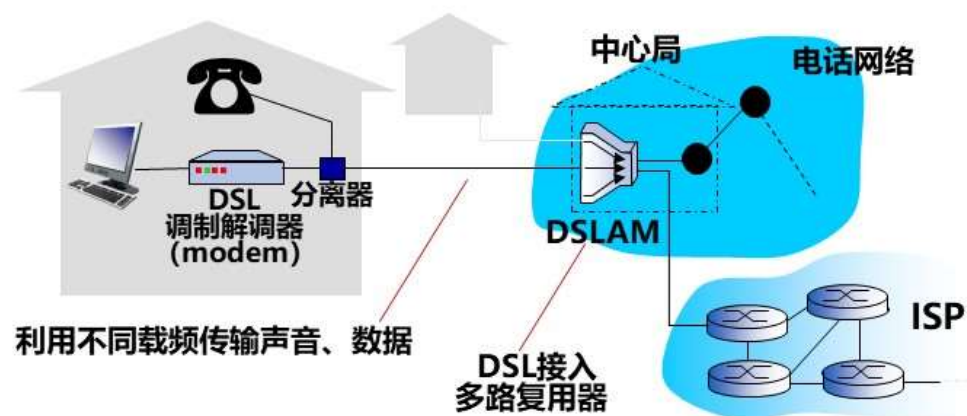 中心局
电话网络
分离器
DSL
调制解调器
(modem)
DSLAM
利用不同载频传输声音、数据
DSL接入
多路复用器
ISP